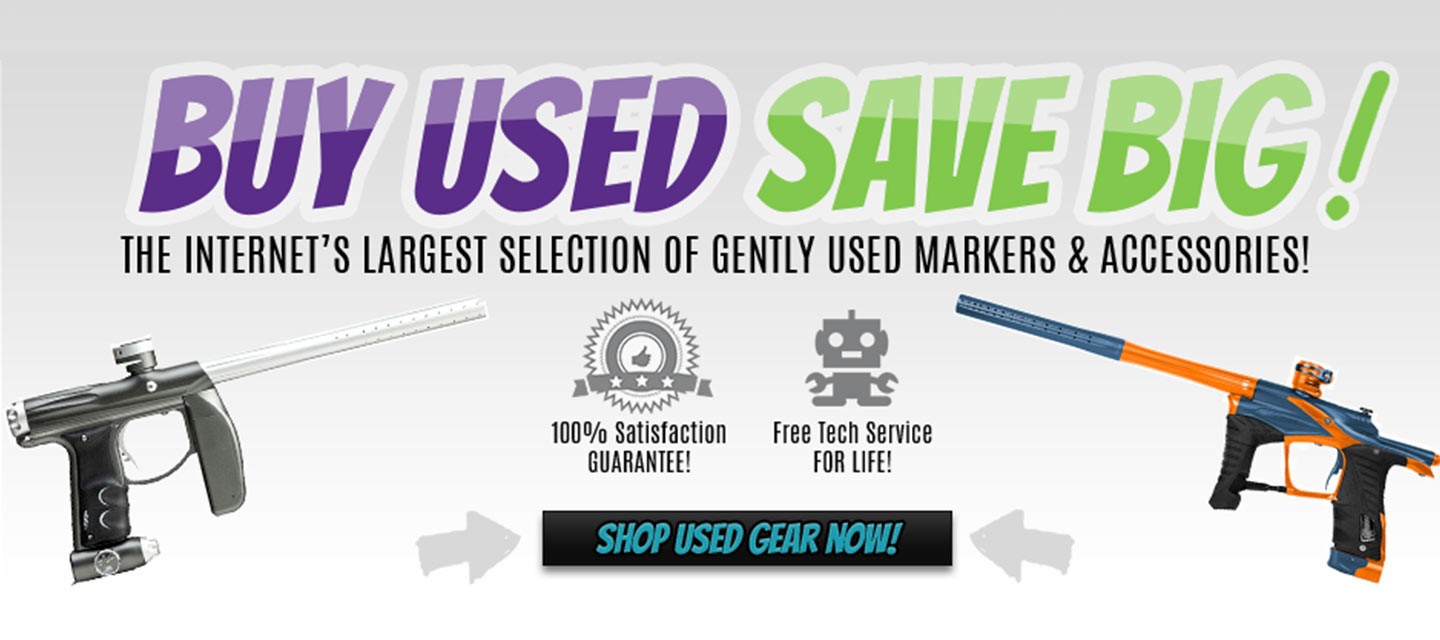 BUY USED SAVE BIG!
THE INTERNET'S LARGEST SELECTION OF GENTLY USED MARKERS & ACCESSORIES!
100% Satisfaction
GUARANTEE!
Free Tech Service
FOR LIFE!
SHOP USED GEAR NOW!